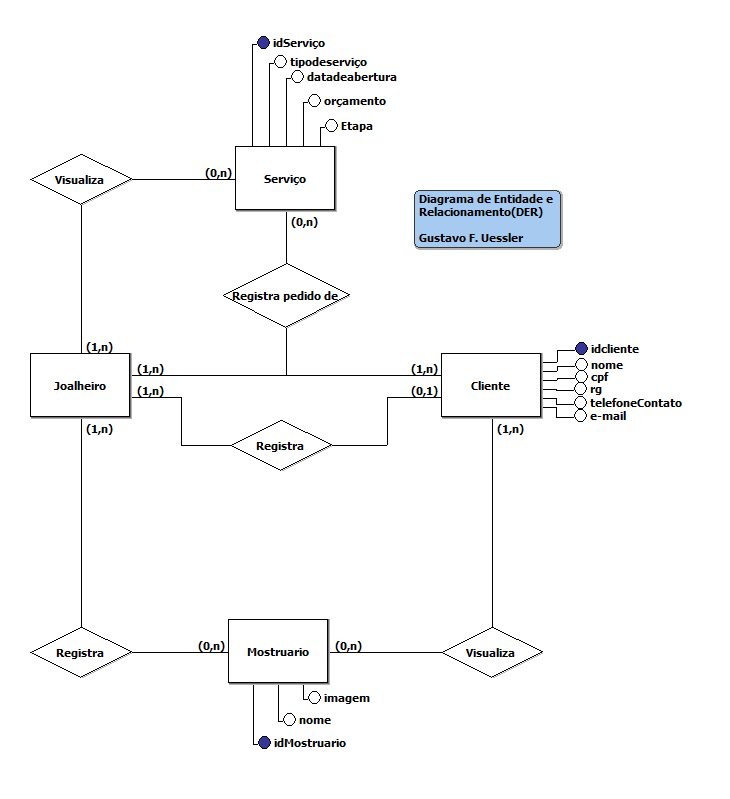 idServiço
tipodeserviço
datadeabertura
orçamento
Etapa
Visualiza
(0,n)
Serviço
Diagrama de Entidade e
Relacionamento(DER)
Gustavo F. Uessler
(0,n)
Registra pedido de
(1,n)
Joalheiro
(1,n)
(1,n)
(1,n)
(1,n)
(0,1)
Cliente
(1,n)
idcliente
nome
cpf
rg
telefoneContato
e-mail
Registra
Registra
(0,n)
Mostruario
(0,n)
Visualiza
imagem
nome
idMostruario